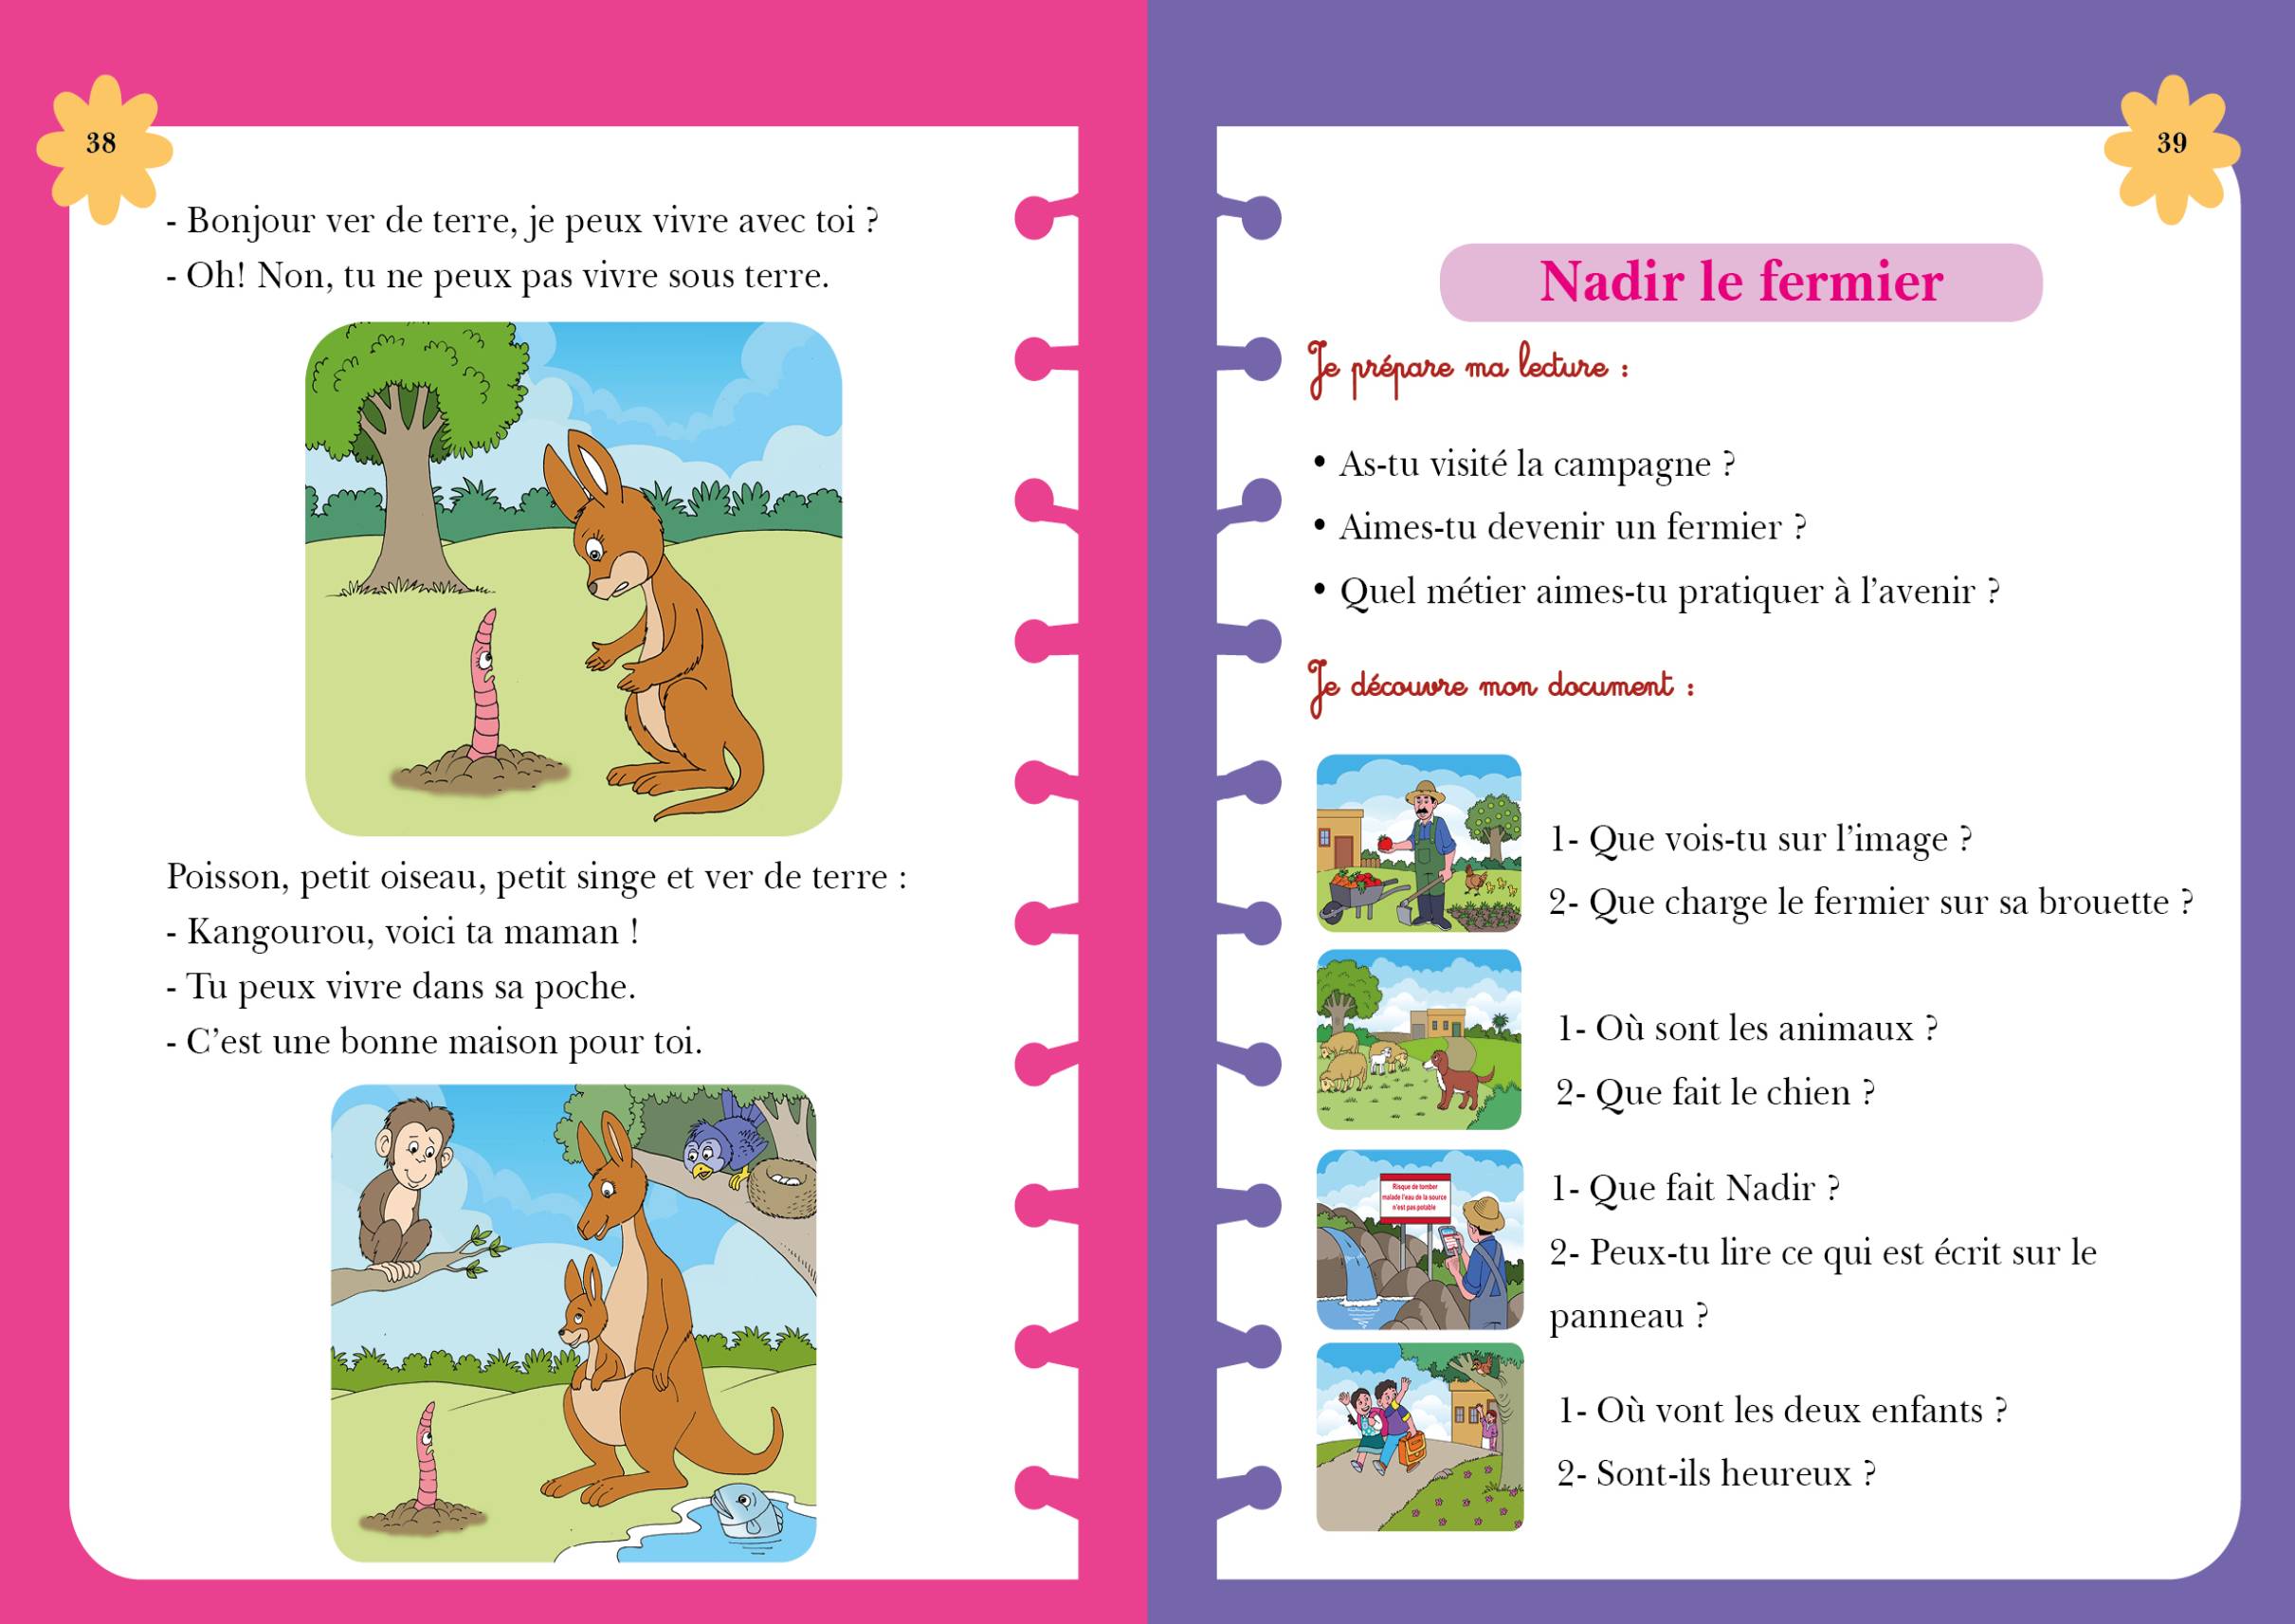 38
- Bonjour ver de terre, je peux vivre avec toi ?
- Oh! Non, tu ne peux pas vivre sous terre.
Poisson, petit oiseau, petit singe et ver de terre :
- Kangourou, voici ta maman !
- Tu peux vivre dans sa poche.
- C’est une bonne maison pour toi.
39
Nadir le fermier
Je prépare ma lecture :
• As-tu visité la campagne ?
• Aimes-tu devenir un fermier ?
• Quel métier aimes-tu pratiquer à l’avenir ?
Je découvre mon document :
1- Que vois-tu sur l’image ?
2- Que charge le fermier sur sa brouette ?
1- Où sont les animaux ?
2- Que fait le chien ?
Risque de tomber
malade l'eau de la source
n'est pas potable
1- Que fait Nadir ?
2- Peux-tu lire ce qui est écrit sur le
panneau ?
1- Où vont les deux enfants ?
2- Sont-ils heureux ?